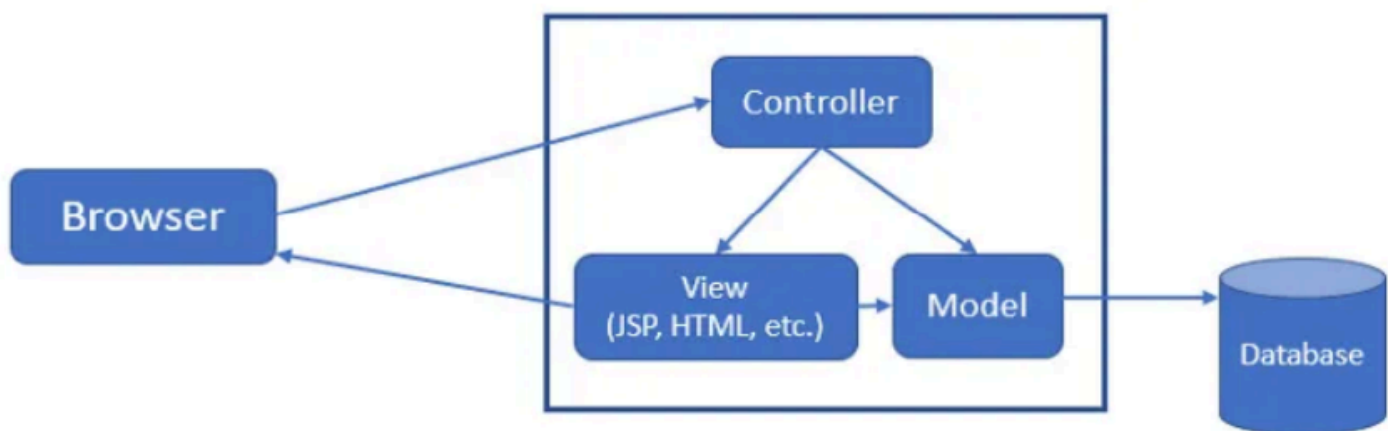 Controller
Browser
View
(JSP, HTML, etc.)
Model
Database